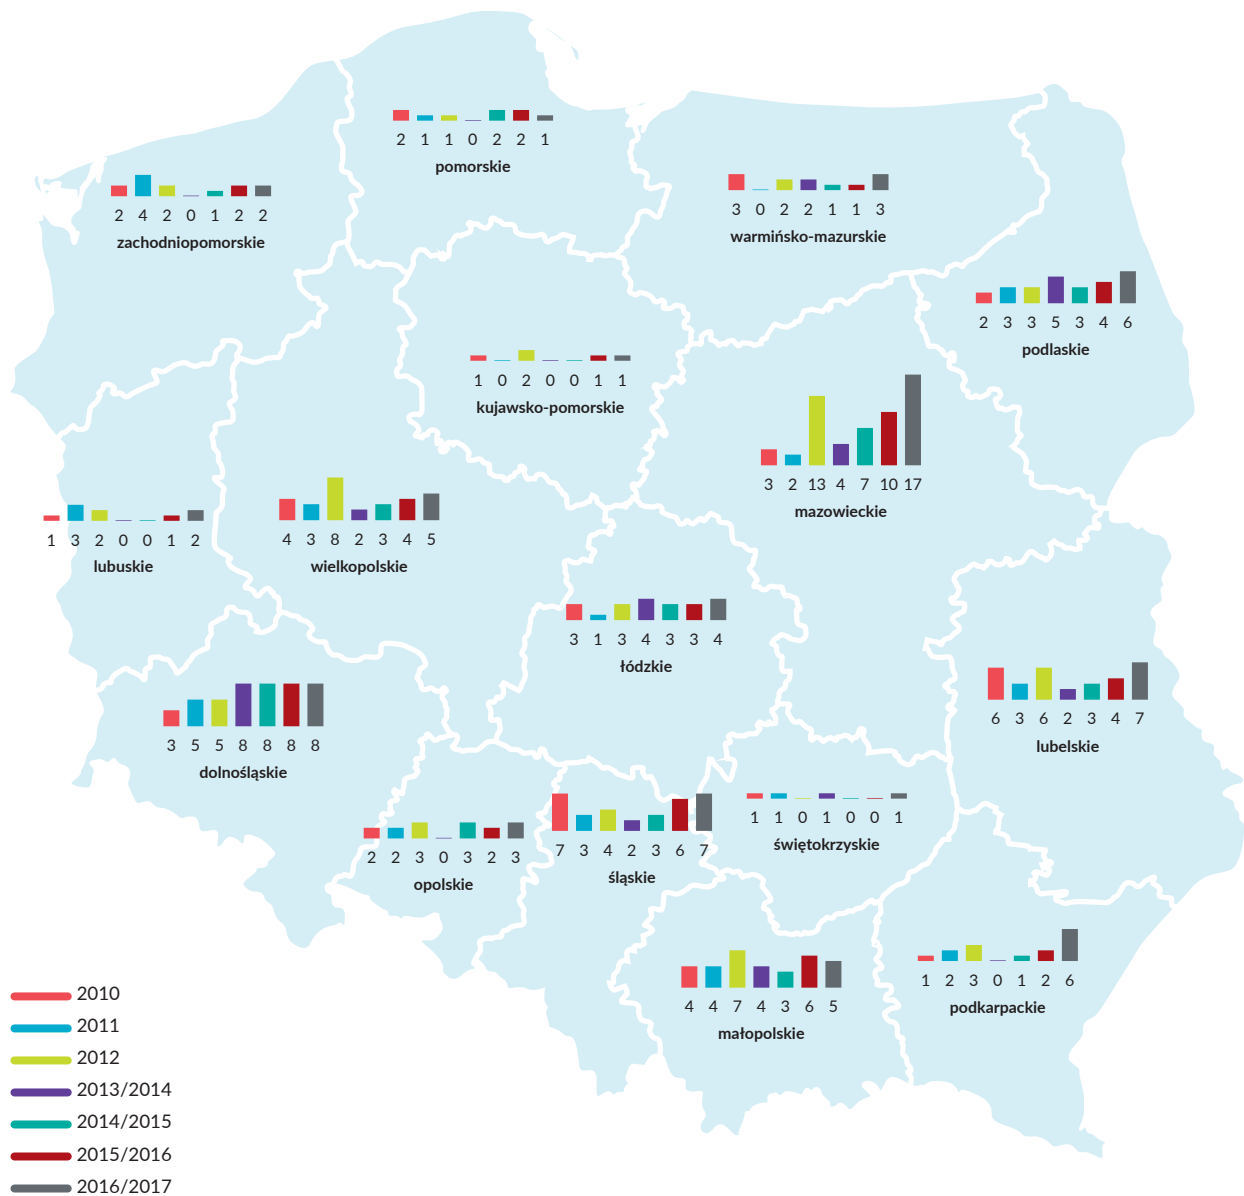 2 1 1 0 2 2 1
pomorskie
2 4 2 0 1 2 2
zachodniopomorskie
3 0 2 2 1 1 3
warmińsko-mazurskie
2 3 3 5 3 4 6
podlaskie
1 0 2 0 0 1 1
kujawsko-pomorskie
3 2 13 4 7 10 17
mazowieckie
1 3 2 0 0 1 2
lubuskie
4 3 8 2 3 4 5
wielkopolskie
3 1 3 4 3 3 4
łódzkie
6 3 6 2 3 4 7
lubelskie
3 5 5 8 8 8 8
dolnośląskie
2 2 3 0 3 2 3
opolskie
7 3 4 2 3 6 7
śląskie
1 1 0 1 0 0 1
świętokrzyskie
4 4 7 4 3 6 5
małopolskie
1 2 3 0 1 2 6
podkarpackie
2010
2011
2012
2013/2014
2014/2015
2015/2016
2016/2017